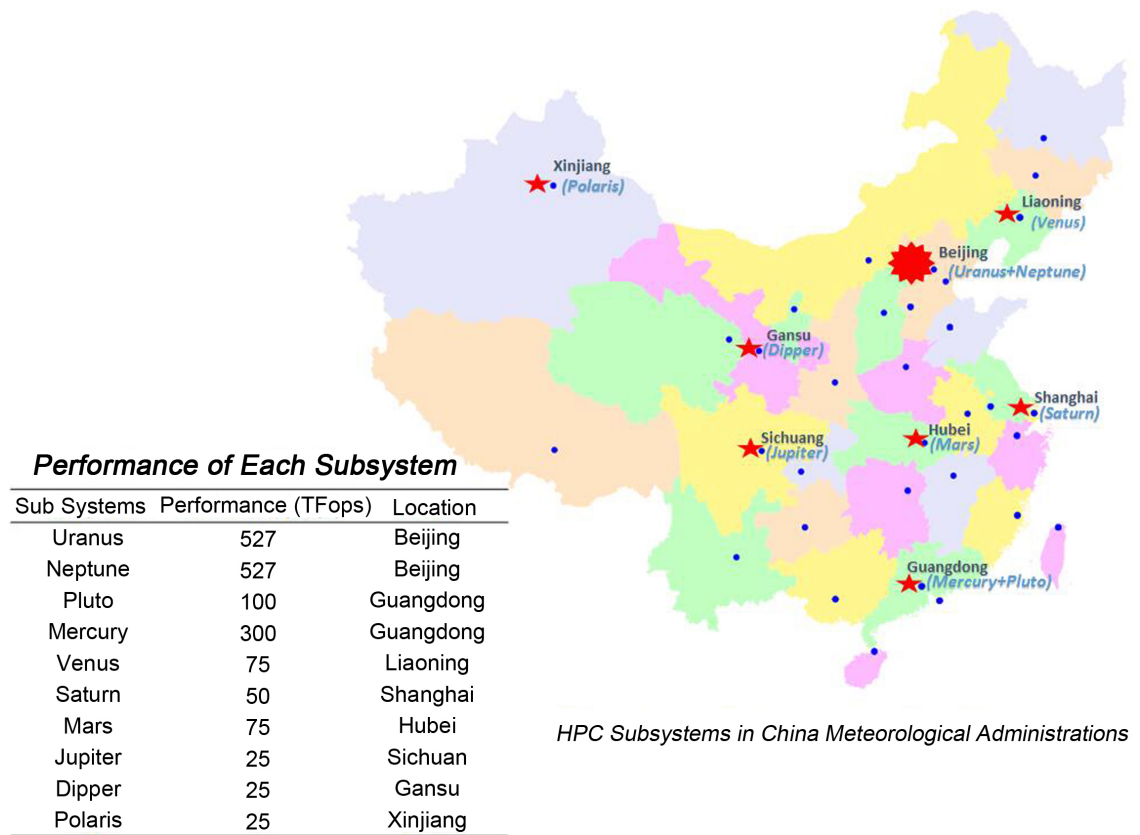 Xinjiang
(Polaris)
Liaoning
(Venus)
Beijing
(Uranus+Neptune)
Gansu
(Dipper)
Shanghai
(Saturn)
Sichuang
(Jupiter)
Hubei
(Mars)
Guangdong
(Mercury+Pluto)
HPC Subsystems in China Meteorological Administrations
Performance of Each Subsystem
Sub Systems Performance (TFops) Location
Uranus 527 Beijing
Neptune 527 Beijing
Pluto 100 Guangdong
Mercury 300 Guangdong
Venus 75 Liaoning
Saturn 50 Shanghai
Mars 75 Hubei
Jupiter 25 Sichuan
Dipper 25 Gansu
Polaris 25 Xinjiang